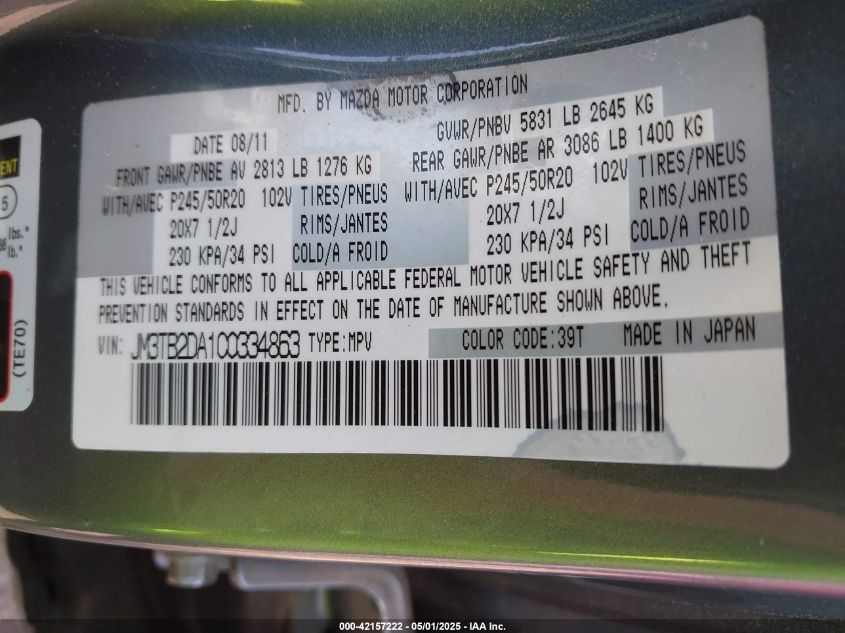 MFD. BY MAZDA MOTOR CORPORATION
DATE 08/11 GVWR/PNBV 5831 LB 2645 KG
FRONT GAWR/PNBE AV 2813 LB 1276 KG REAR GAWR/PNBE AR 3086 LB 1400 KG
WITH/AVEC P245/50R20 102V TIRES/PNEUS WITH/AVEC P245/50R20 102V TIRES/PNEUS
20X7 1/2J RIMS/JANTES 20X7 1/2J RIMS/JANTES
230 KPA/34 PSI COLD/A FROID 230 KPA/34 PSI COLD/A FROID
THIS VEHICLE CONFORMS TO ALL APPLICABLE FEDERAL MOTOR VEHICLE SAFETY AND THEFT
PREVENTION STANDARDS IN EFFECT ON THE DATE OF MANUFACTURE SHOWN ABOVE.
VIN: JM3TB2DA1C0334863 TYPE:MPV COLOR CODE:39T MADE IN JAPAN
5
lbs.*
lb.*
(TE70)
000-42157222 - 05/01/2025 - IAA Inc.